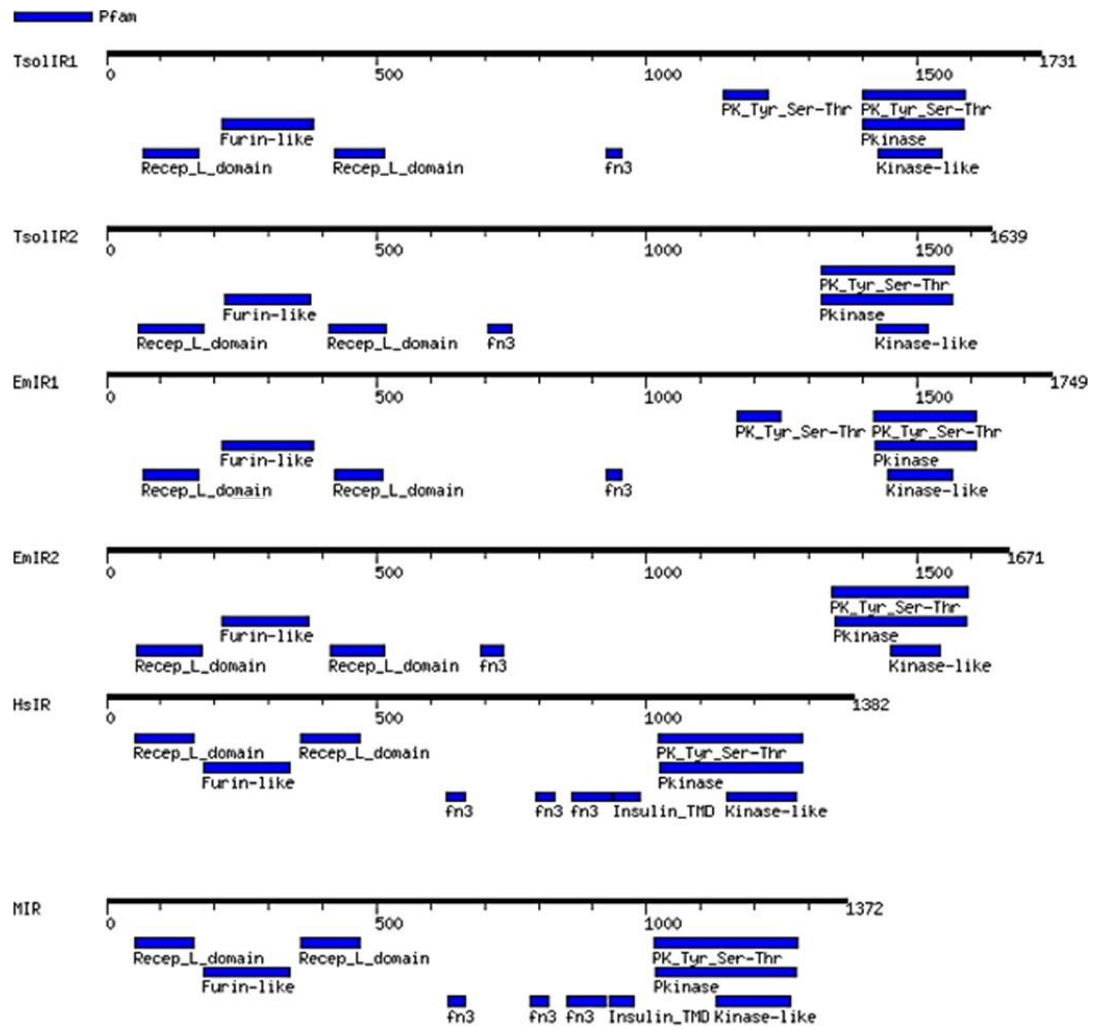 Pfam
TsolIR1
0 500 1000 1500 1731
PK_Tyr_Ser-Thr PK_Tyr_Ser-Thr
Furin-like Pkinase
Recep_L_domain Recep_L_domain fn3 Kinase-like
TsolIR2
0 500 1000 1500 1639
PK_Tyr_Ser-Thr
Furin-like Pkinase
Recep_L_domain Recep_L_domain fn3 Kinase-like
EmIR1
0 500 1000 1500 1749
PK_Tyr_Ser-Thr PK_Tyr_Ser-Thr
Furin-like Pkinase
Recep_L_domain Recep_L_domain fn3 Kinase-like
EmIR2
0 500 1000 1500 1671
PK_Tyr_Ser-Thr
Furin-like Pkinase
Recep_L_domain Recep_L_domain fn3 Kinase-like
HsIR
0 500 1000 1382
Recep_L_domain Recep_L_domain PK_Tyr_Ser-Thr
Furin-like Pkinase
fn3 fn3 fn3 Insulin_TMD Kinase-like
MIR
0 500 1000 1372
Recep_L_domain Recep_L_domain PK_Tyr_Ser-Thr
Furin-like Pkinase
fn3 fn3 fn3 Insulin_TMD Kinase-like